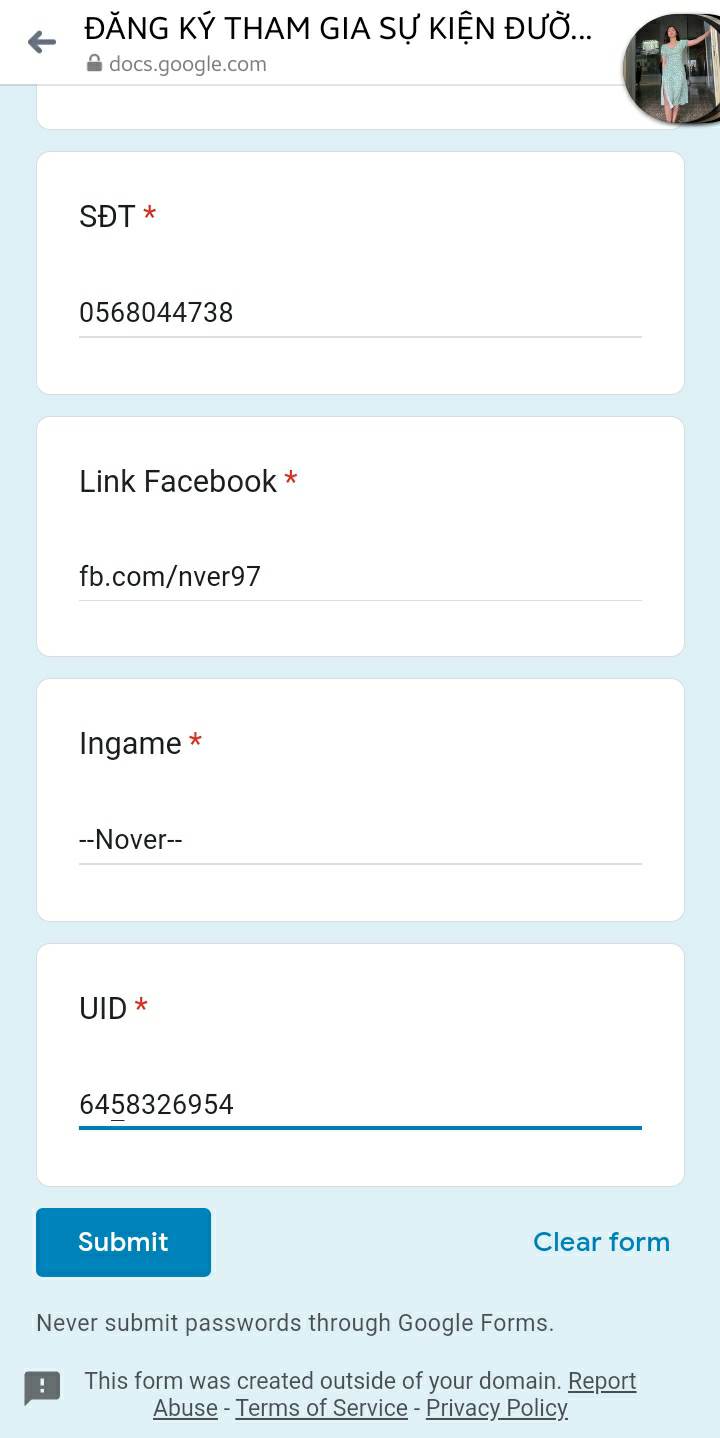 ĐĂNG KÝ THAM GIA SỰ KIỆN ĐƯỜ...
docs.google.com
SĐT *
0568044738
Link Facebook *
fb.com/nver97
Ingame *
--Nover--
UID *
6458326954
Submit
Clear form
Never submit passwords through Google Forms.
This form was created outside of your domain. Report
Abuse - Terms of Service - Privacy Policy